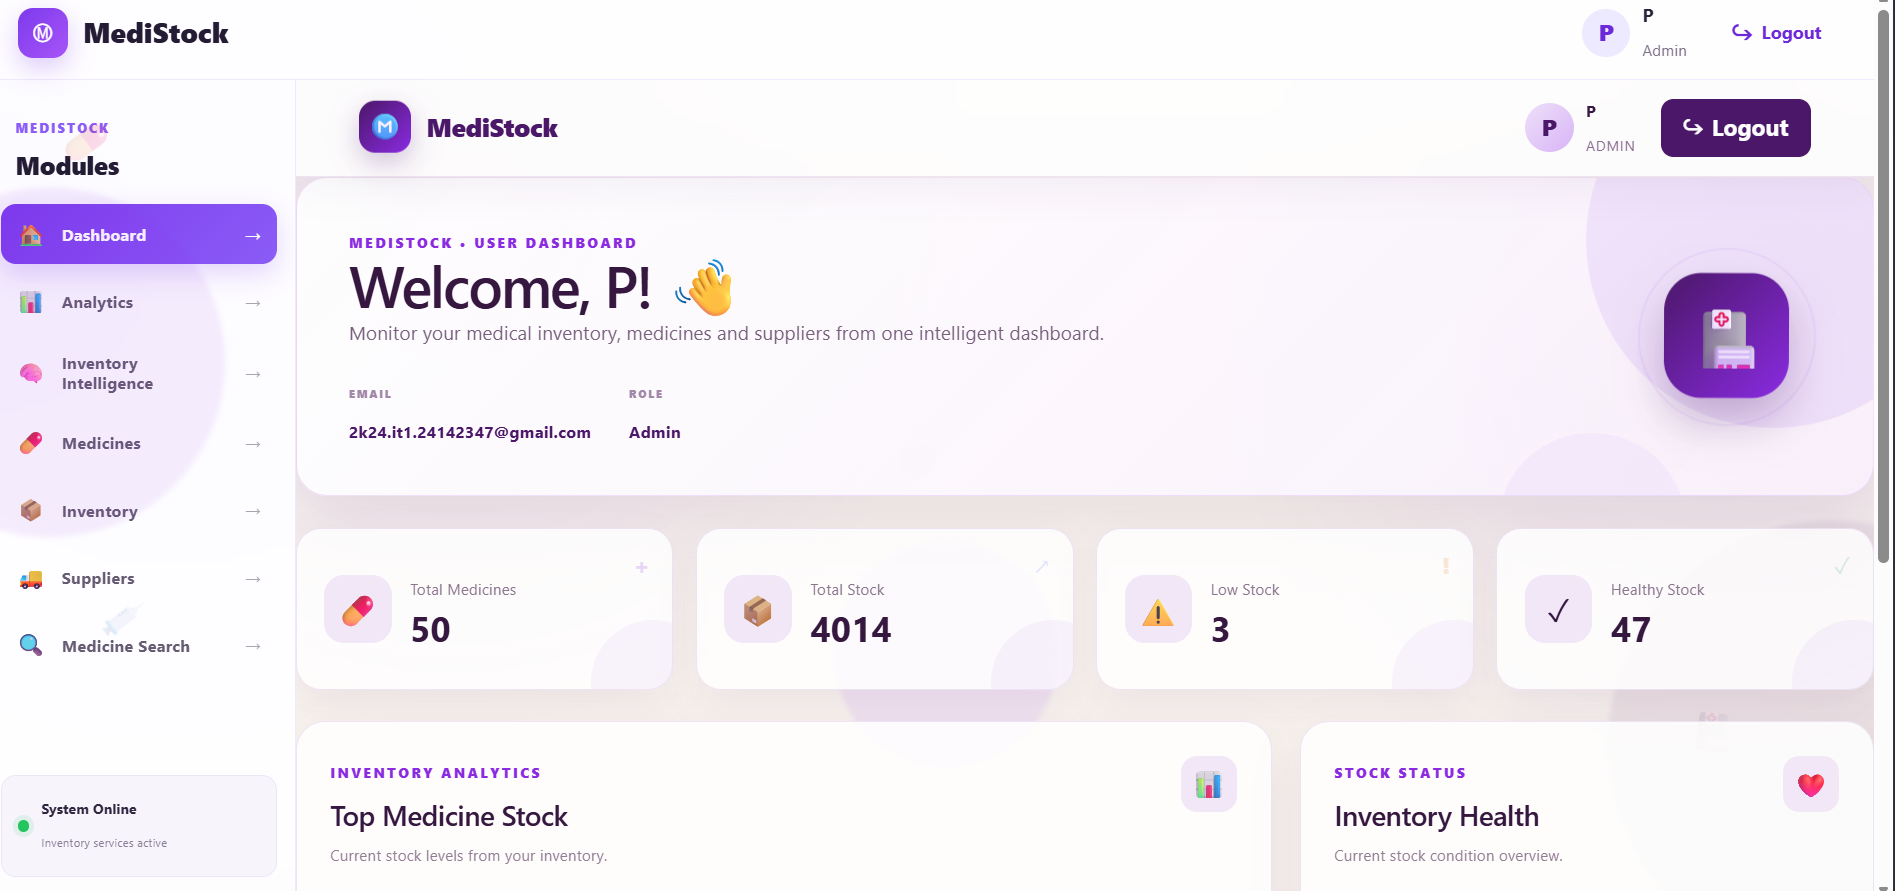 Ⓜ MediStock
P P
Admin
↪ Logout
MEDISTOCK
Modules
Dashboard →
Analytics →
Inventory
Intelligence →
Medicines →
Inventory →
Suppliers →
Medicine Search →
System Online
Inventory services active
Ⓜ MediStock
P P
ADMIN
↪ Logout
MEDISTOCK • USER DASHBOARD
Welcome, P! 👋
Monitor your medical inventory, medicines and suppliers from one intelligent dashboard.
EMAIL
2k24.it1.24142347@gmail.com
ROLE
Admin
Total Medicines
50
Total Stock
4014
Low Stock
3
Healthy Stock
47
INVENTORY ANALYTICS
Top Medicine Stock
Current stock levels from your inventory.
STOCK STATUS
Inventory Health
Current stock condition overview.